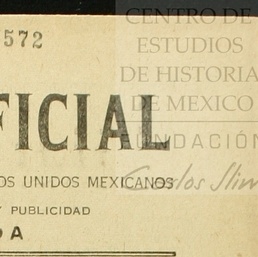 572
CENTRO DE
ESTUDIOS
DE HISTORIA
DE MEXICO
FICIAL
FUNDACIÓN
OS UNIDOS MEXICANOS
Carlos Slim
Y PUBLICIDAD
DA